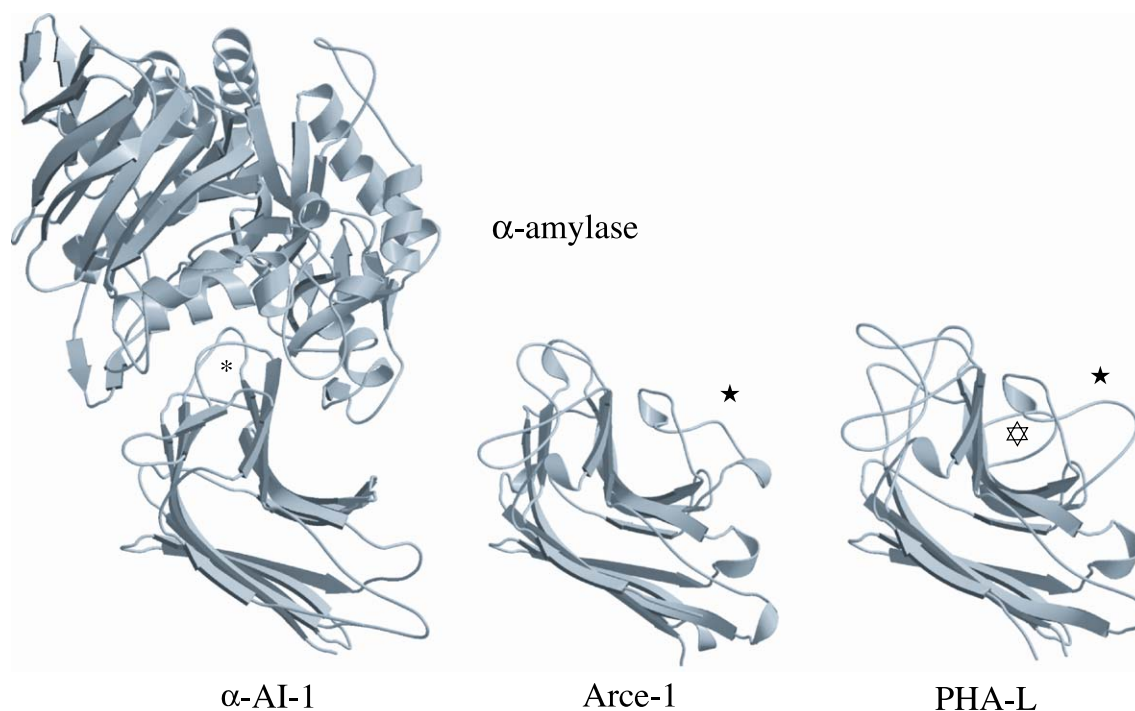 α-amylase
*
★
★
✡
α-AI-1
Arce-1
PHA-L